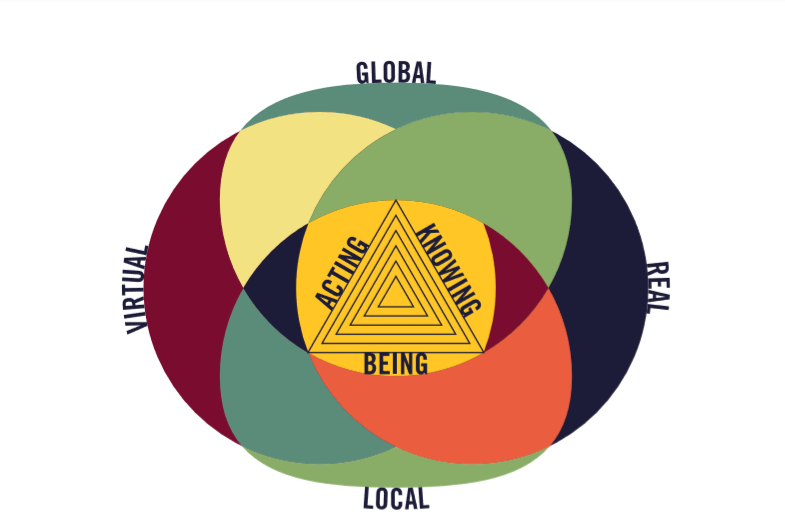 GLOBAL
VIRTUAL
ACTING
KNOWING
REAL
BEING
LOCAL